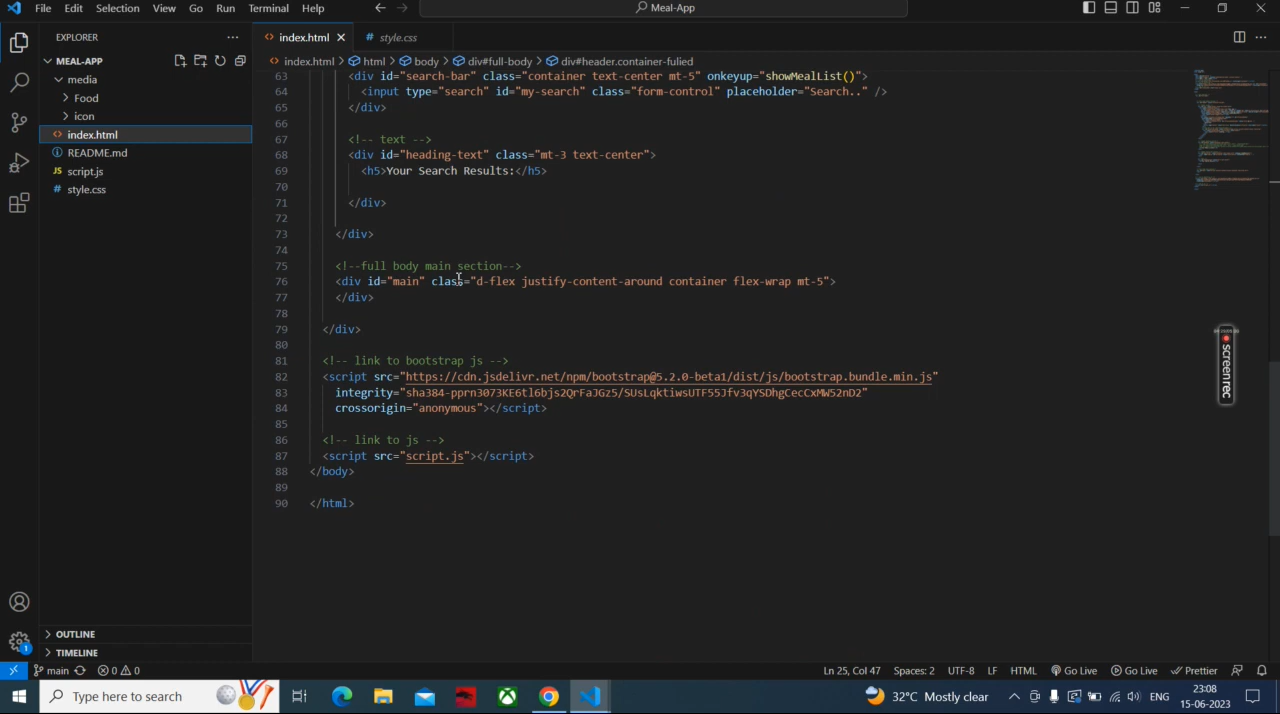 File Edit Selection View Go Run Terminal Help
Meal-App
EXPLORER
index.html
style.css
MEAL-APP
index.html > html > body > div#full-body > div#header.container-fulied
media
Food
icon
index.html
README.md
script.js
style.css
63 <div id="search-bar" class="container text-center mt-5" onkeyup="showMealList()">
64 <input type="search" id="my-search" class="form-control" placeholder="Search.." />
65 </div>
66
67 <!-- text -->
68 <div id="heading-text" class="mt-3 text-center">
69 <h5>Your Search Results:</h5>
70
71 </div>
72
73 </div>
74
75 <!--full body main section-->
76 <div id="main" class="d-flex justify-content-around container flex-wrap mt-5">
77 </div>
78
79 </div>
80
81 <!-- link to bootstrap js -->
82 <script src="https://cdn.jsdelivr.net/npm/bootstrap@5.2.0-beta1/dist/js/bootstrap.bundle.min.js"
83 integrity="sha384-pprn3073KE6tl6bjs2QrFaJGz5/SUsLqktiwsUTF55Jfv3qYSDhgCecCxMW52nD2"
84 crossorigin="anonymous"></script>
85
86 <!-- link to js -->
87 <script src="script.js"></script>
88 </body>
89
90 </html>
screenrec
OUTLINE
TIMELINE
main 0 0
Ln 25, Col 47 Spaces: 2 UTF-8 LF HTML Go Live Go Live Prettier
Type here to search
32°C Mostly clear
ENG
23:08
15-06-2023